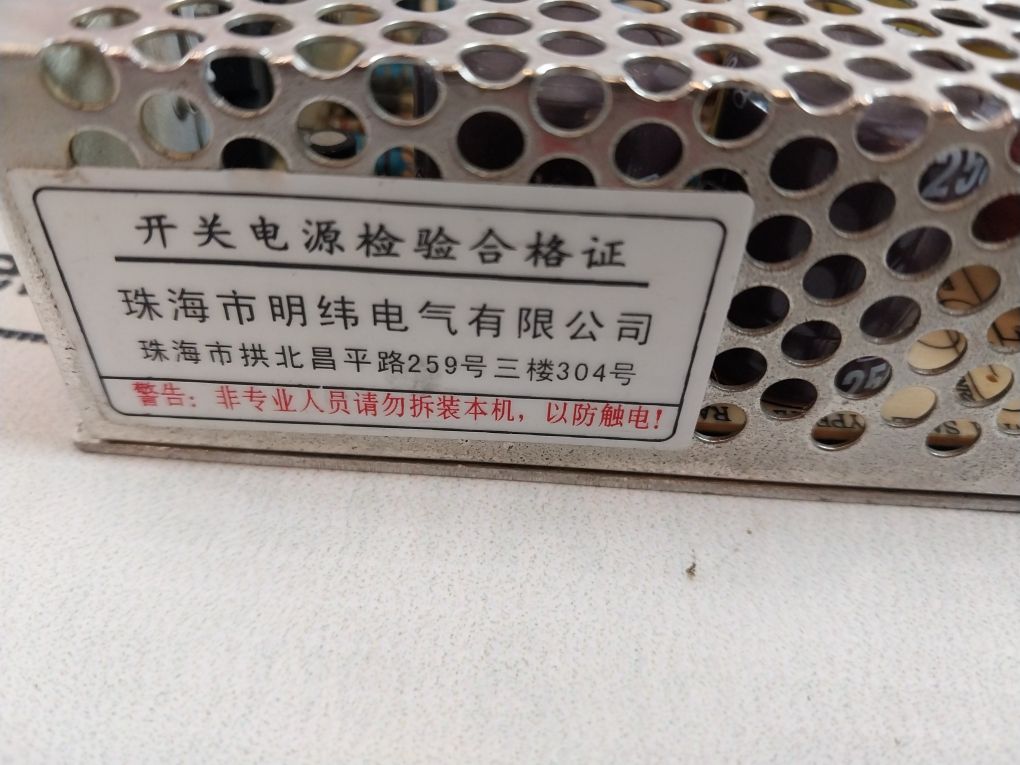 开关电源检验合格证
珠海市明纬电气有限公司
珠海市拱北昌平路259号三楼304号
警告：非专业人员请勿拆装本机，以防触电！
25
25